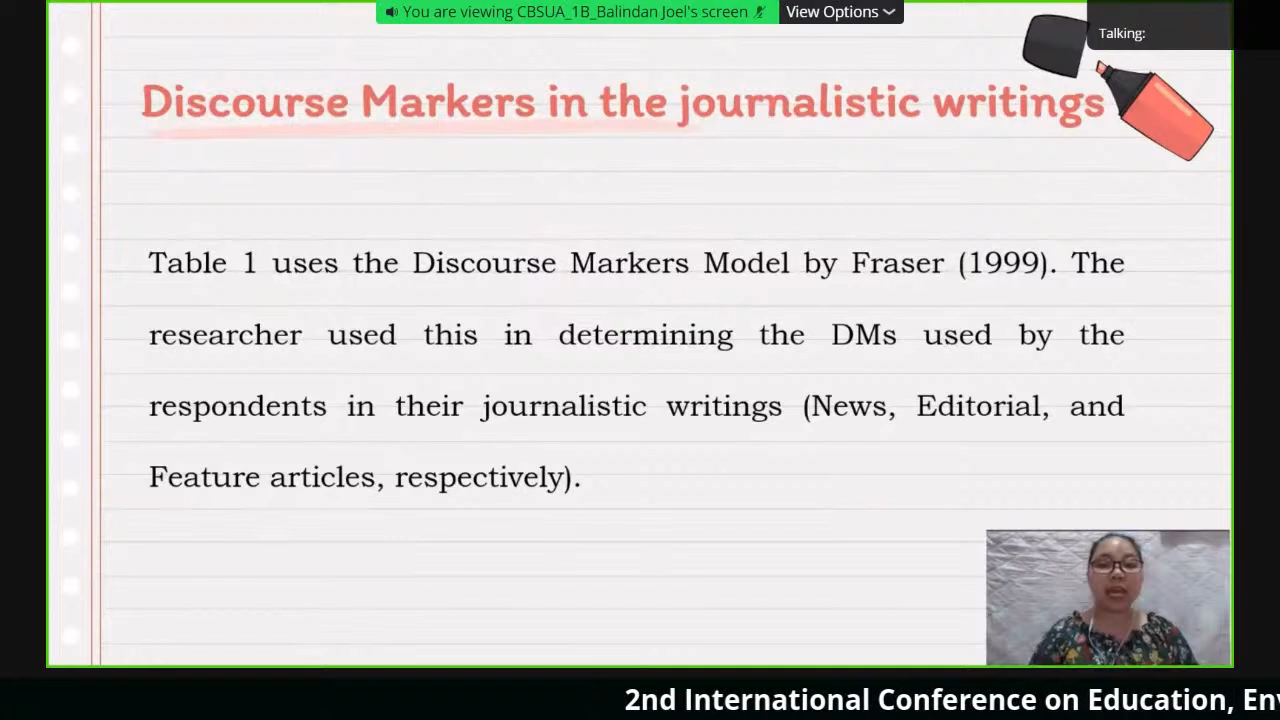 You are viewing CBSUA_1B_Balindan Joel's screen
View Options
Talking:
Discourse Markers in the journalistic writings
Table 1 uses the Discourse Markers Model by Fraser (1999). The
researcher used this in determining the DMs used by the
respondents in their journalistic writings (News, Editorial, and
Feature articles, respectively).
2nd International Conference on Education, Env